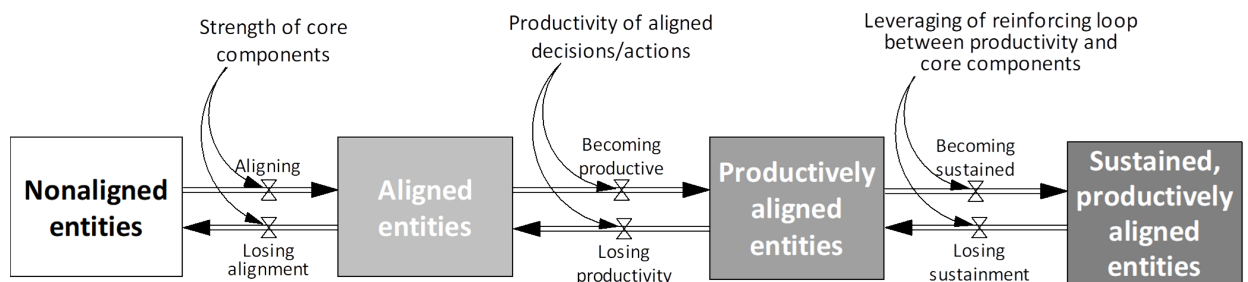 Strength of core
components
Productivity of aligned
decisions/actions
Leveraging of reinforcing loop
between productivity and
core components
Nonaligned
entities
Aligning
Losing
alignment
Aligned
entities
Becoming
productive
Losing
productivity
Productively
aligned
entities
Becoming
sustained
Losing
sustainment
Sustained,
productively
aligned
entities